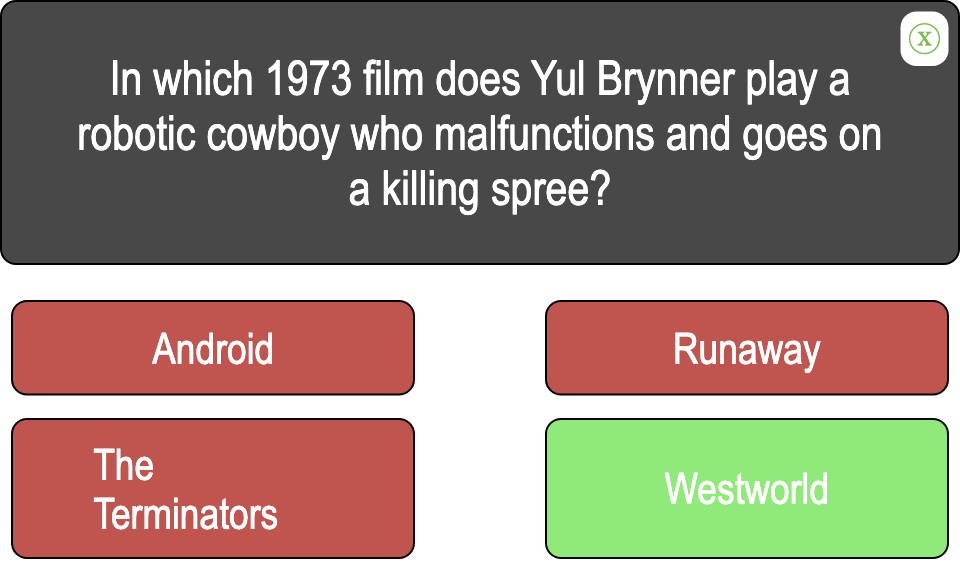 In which 1973 film does Yul Brynner play a
robotic cowboy who malfunctions and goes on
a killing spree?
X
Android
Runaway
The
Terminators
Westworld